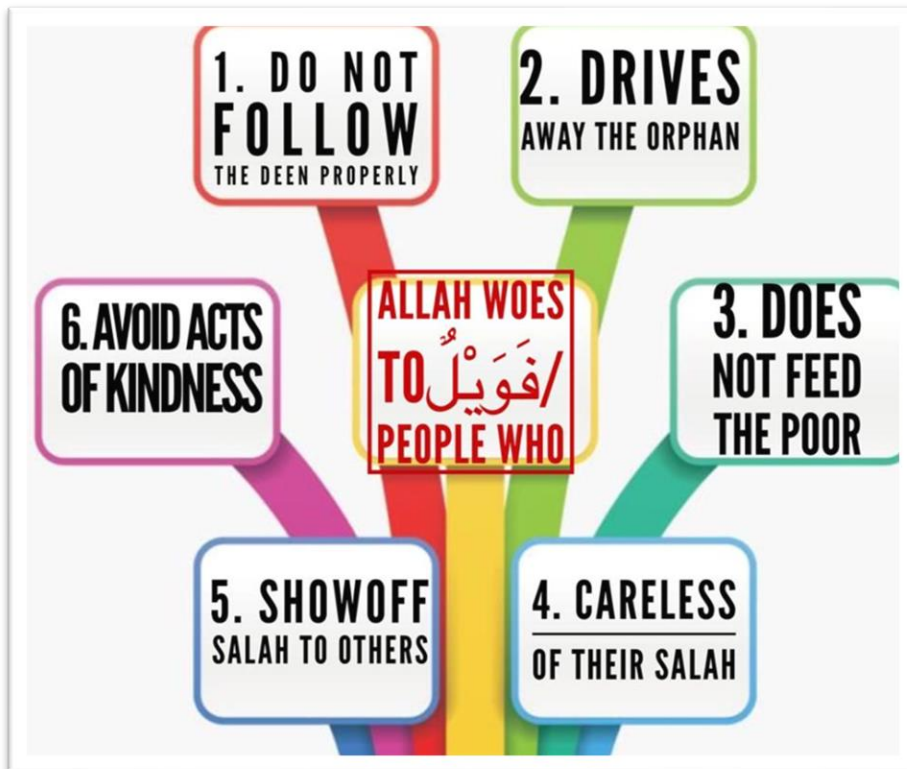 1. DO NOT
FOLLOW
THE DEEN PROPERLY
2. DRIVES
AWAY THE ORPHAN
ALLAH WOES
TO فَوَيْلٌ/
PEOPLE WHO
3. DOES
NOT FEED
THE POOR
4. CARELESS
OF THEIR SALAH
5. SHOWOFF
SALAH TO OTHERS
6. AVOID ACTS
OF KINDNESS